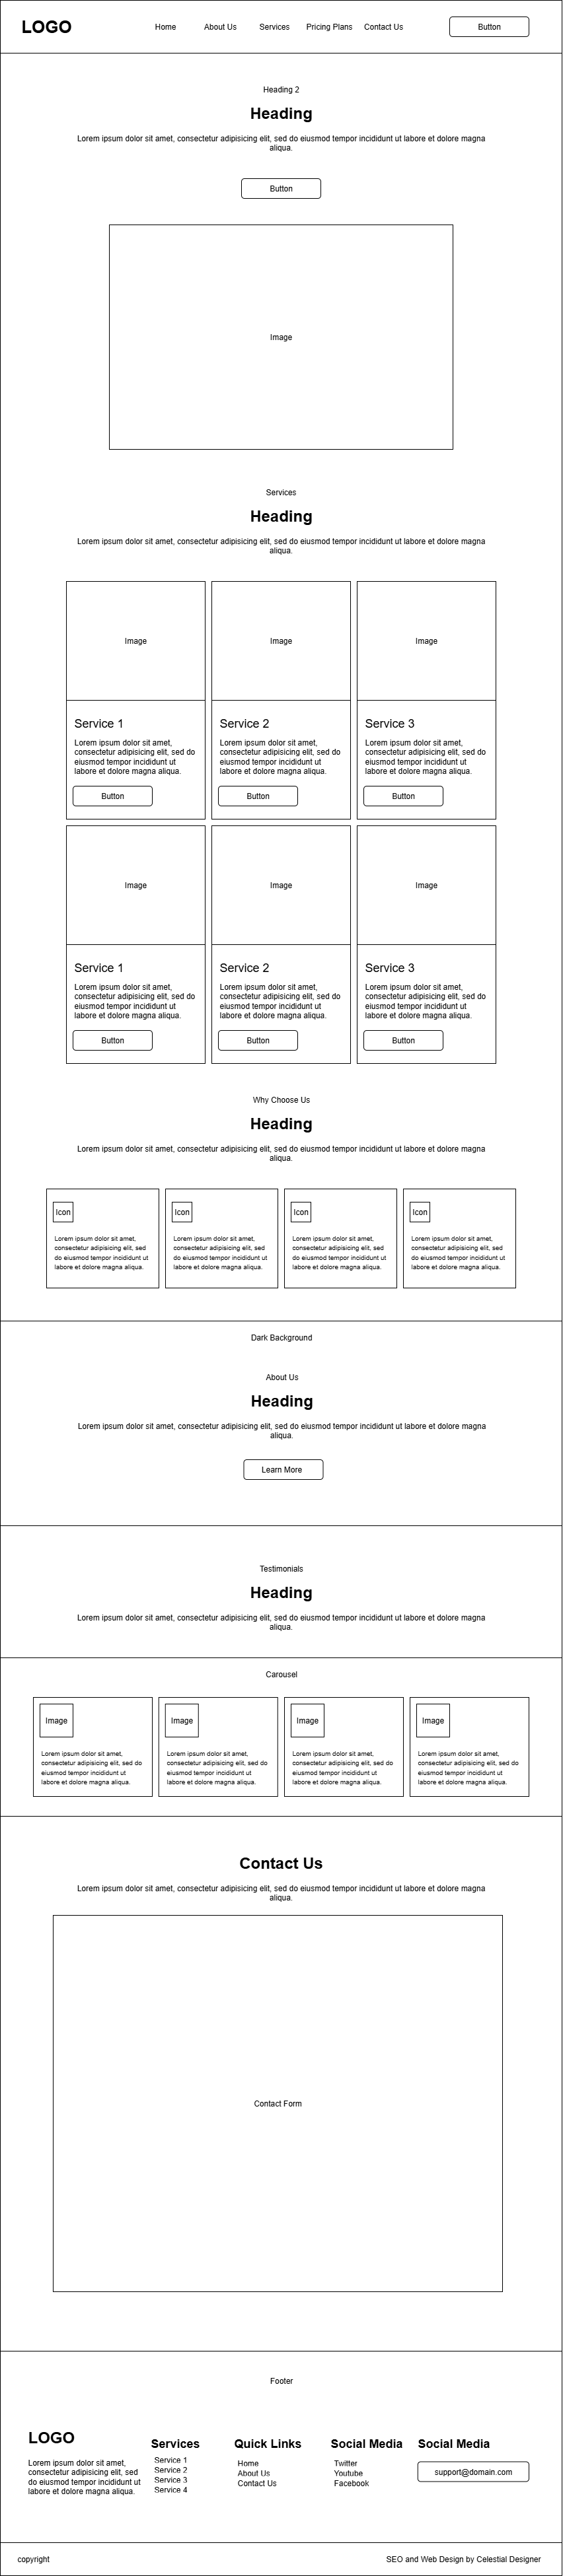 LOGO
Home About Us Services Pricing Plans Contact Us Button
Heading 2
Heading
Lorem ipsum dolor sit amet, consectetur adipisicing elit, sed do eiusmod tempor incididunt ut labore et dolore magna
aliqua.
Button
Image
Services
Heading
Lorem ipsum dolor sit amet, consectetur adipisicing elit, sed do eiusmod tempor incididunt ut labore et dolore magna
aliqua.
Image
Service 1
Lorem ipsum dolor sit amet,
consectetur adipisicing elit, sed do
eiusmod tempor incididunt ut
labore et dolore magna aliqua.
Button
Image
Service 2
Lorem ipsum dolor sit amet,
consectetur adipisicing elit, sed do
eiusmod tempor incididunt ut
labore et dolore magna aliqua.
Button
Image
Service 3
Lorem ipsum dolor sit amet,
consectetur adipisicing elit, sed do
eiusmod tempor incididunt ut
labore et dolore magna aliqua.
Button
Image
Service 1
Lorem ipsum dolor sit amet,
consectetur adipisicing elit, sed do
eiusmod tempor incididunt ut
labore et dolore magna aliqua.
Button
Image
Service 2
Lorem ipsum dolor sit amet,
consectetur adipisicing elit, sed do
eiusmod tempor incididunt ut
labore et dolore magna aliqua.
Button
Image
Service 3
Lorem ipsum dolor sit amet,
consectetur adipisicing elit, sed do
eiusmod tempor incididunt ut
labore et dolore magna aliqua.
Button
Why Choose Us
Heading
Lorem ipsum dolor sit amet, consectetur adipisicing elit, sed do eiusmod tempor incididunt ut labore et dolore magna
aliqua.
Icon
Lorem ipsum dolor sit amet,
consectetur adipisicing elit, sed
do eiusmod tempor incididunt ut
labore et dolore magna aliqua.
Icon
Lorem ipsum dolor sit amet,
consectetur adipisicing elit, sed
do eiusmod tempor incididunt ut
labore et dolore magna aliqua.
Icon
Lorem ipsum dolor sit amet,
consectetur adipisicing elit, sed
do eiusmod tempor incididunt ut
labore et dolore magna aliqua.
Icon
Lorem ipsum dolor sit amet,
consectetur adipisicing elit, sed
do eiusmod tempor incididunt ut
labore et dolore magna aliqua.
Dark Background
About Us
Heading
Lorem ipsum dolor sit amet, consectetur adipisicing elit, sed do eiusmod tempor incididunt ut labore et dolore magna
aliqua.
Learn More
Testimonials
Heading
Lorem ipsum dolor sit amet, consectetur adipisicing elit, sed do eiusmod tempor incididunt ut labore et dolore magna
aliqua.
Carousel
Image
Lorem ipsum dolor sit amet,
consectetur adipisicing elit, sed do
eiusmod tempor incididunt ut
labore et dolore magna aliqua.
Image
Lorem ipsum dolor sit amet,
consectetur adipisicing elit, sed do
eiusmod tempor incididunt ut
labore et dolore magna aliqua.
Image
Lorem ipsum dolor sit amet,
consectetur adipisicing elit, sed do
eiusmod tempor incididunt ut
labore et dolore magna aliqua.
Image
Lorem ipsum dolor sit amet,
consectetur adipisicing elit, sed do
eiusmod tempor incididunt ut
labore et dolore magna aliqua.
Contact Us
Lorem ipsum dolor sit amet, consectetur adipisicing elit, sed do eiusmod tempor incididunt ut labore et dolore magna
aliqua.
Contact Form
Footer
LOGO
Lorem ipsum dolor sit amet,
consectetur adipisicing elit, sed
do eiusmod tempor incididunt ut
labore et dolore magna aliqua.
Services
Service 1
Service 2
Service 3
Service 4
Quick Links
Home
About Us
Contact Us
Social Media
Twitter
Youtube
Facebook
Social Media
support@domain.com
copyright
SEO and Web Design by Celestial Designer